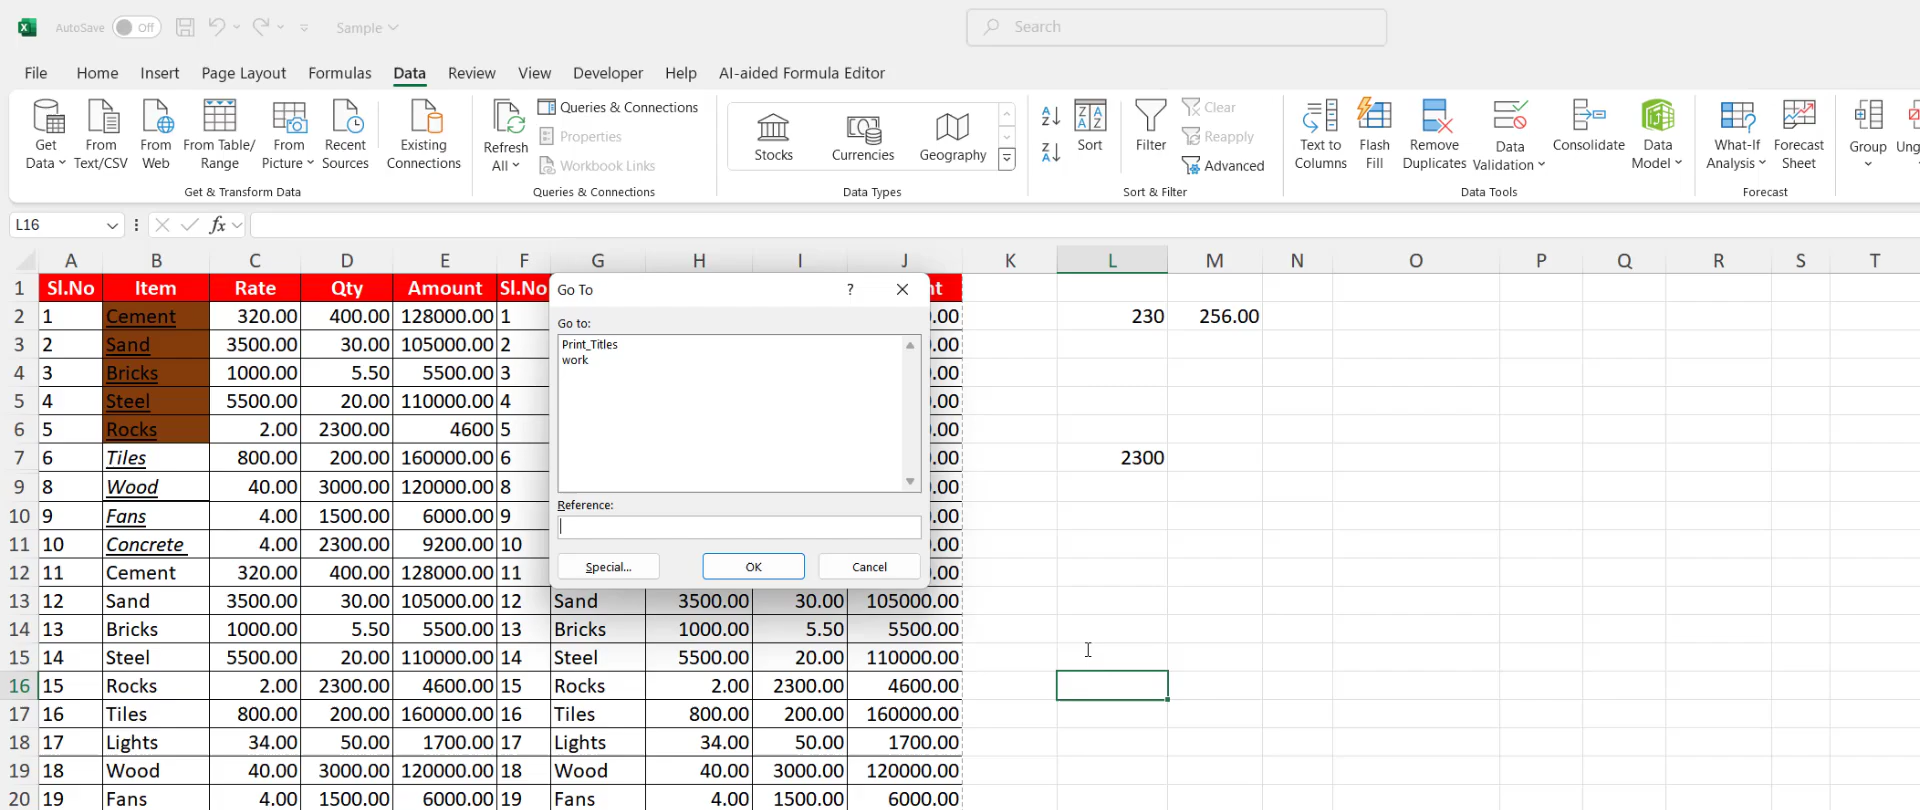 AutoSave Off Sample Search
File Home Insert Page Layout Formulas Data Review View Developer Help AI-aided Formula Editor
Get Data From Text/CSV From Web From Table/ Range From Picture Recent Sources Existing Connections
Get & Transform Data
Refresh All Queries & Connections
Properties
Workbook Links
Queries & Connections
Stocks Currencies Geography
Data Types
Sort Filter Clear
Reapply
Advanced
Sort & Filter
Text to Columns Flash Fill Remove Duplicates Data Validation Consolidate Data Model
Data Tools
What-If Analysis Forecast Sheet
Forecast
Group
L16 fx
A B C D E F G H I J K L M N O P Q R S T
1 Sl.No Item Rate Qty Amount Sl.No nt
2 1 Cement 320.00 400.00 128000.00 1 .00 230 256.00
3 2 Sand 3500.00 30.00 105000.00 2 .00
4 3 Bricks 1000.00 5.50 5500.00 3 .00
5 4 Steel 5500.00 20.00 110000.00 4 .00
6 5 Rocks 2.00 2300.00 4600 5 .00
7 6 Tiles 800.00 200.00 160000.00 6 .00 2300
9 8 Wood 40.00 3000.00 120000.00 8 .00
10 9 Fans 4.00 1500.00 6000.00 9 .00
11 10 Concrete 4.00 2300.00 9200.00 10 .00
12 11 Cement 320.00 400.00 128000.00 11 .00
13 12 Sand 3500.00 30.00 105000.00 12 Sand 3500.00 30.00 105000.00
14 13 Bricks 1000.00 5.50 5500.00 13 Bricks 1000.00 5.50 5500.00
15 14 Steel 5500.00 20.00 110000.00 14 Steel 5500.00 20.00 110000.00
16 15 Rocks 2.00 2300.00 4600.00 15 Rocks 2.00 2300.00 4600.00
17 16 Tiles 800.00 200.00 160000.00 16 Tiles 800.00 200.00 160000.00
18 17 Lights 34.00 50.00 1700.00 17 Lights 34.00 50.00 1700.00
19 18 Wood 40.00 3000.00 120000.00 18 Wood 40.00 3000.00 120000.00
20 19 Fans 4.00 1500.00 6000.00 19 Fans 4.00 1500.00 6000.00
Go To ?
Go to:
Print_Titles
work
Reference:
Special... OK Cancel